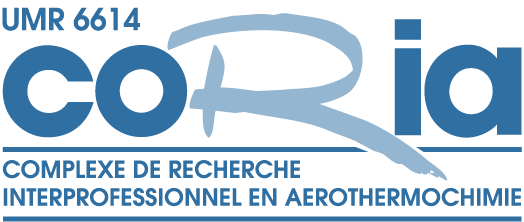 UMR 6614
coRia
COMPLEXE DE RECHERCHE
INTERPROFESSIONNEL EN AEROTHERMOCHIMIE